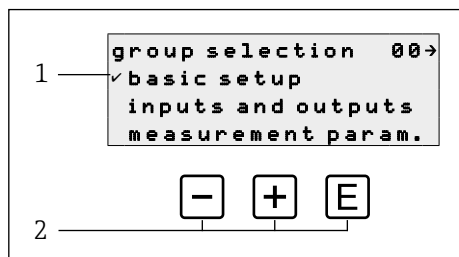 group selection 00→
1 ✓basic setup
inputs and outputs
measurement param.
- + E
2